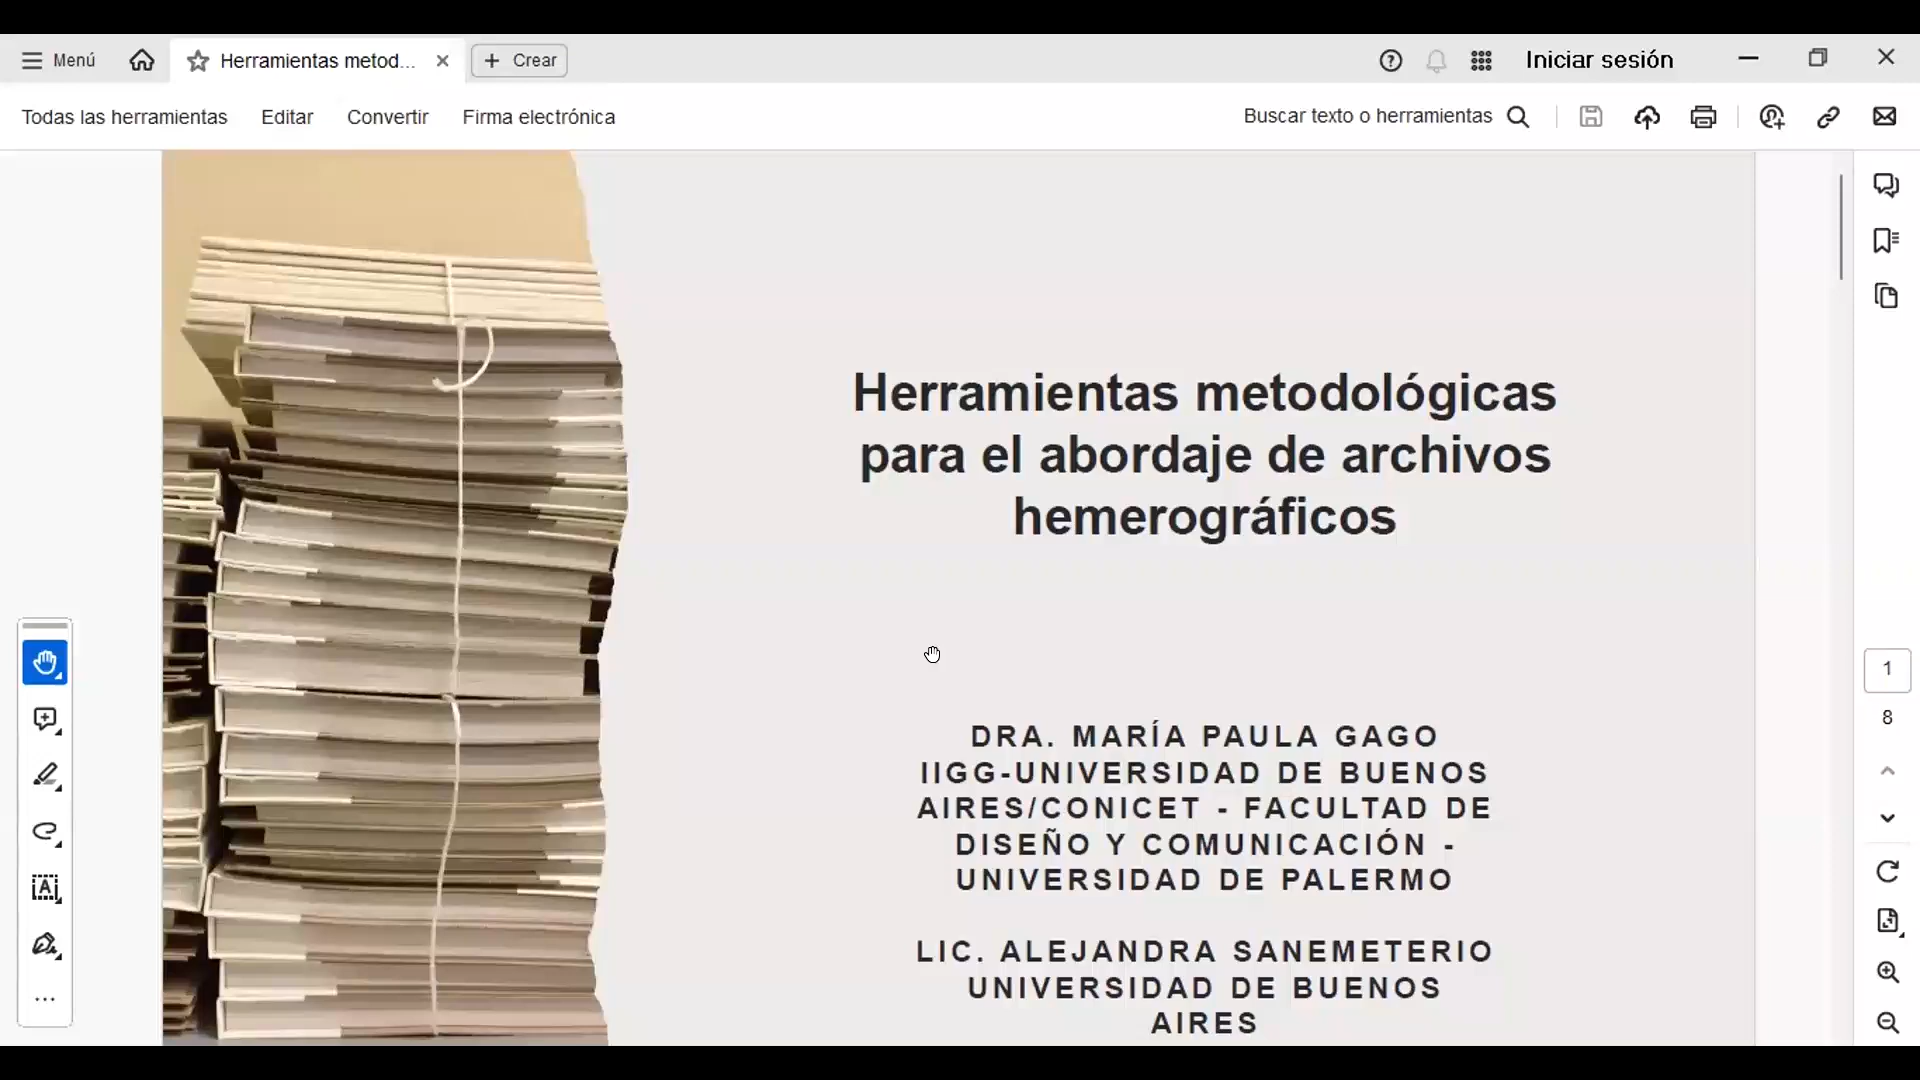 Menú
Herramientas metod...
Crear
Iniciar sesión
Todas las herramientas
Editar
Convertir
Firma electrónica
Buscar texto o herramientas
Herramientas metodológicas
para el abordaje de archivos
hemerográficos
DRA. MARÍA PAULA GAGO
IIGG-UNIVERSIDAD DE BUENOS
AIRES/CONICET - FACULTAD DE
DISEÑO Y COMUNICACIÓN -
UNIVERSIDAD DE PALERMO
LIC. ALEJANDRA SANEMETERIO
UNIVERSIDAD DE BUENOS
AIRES
1
8